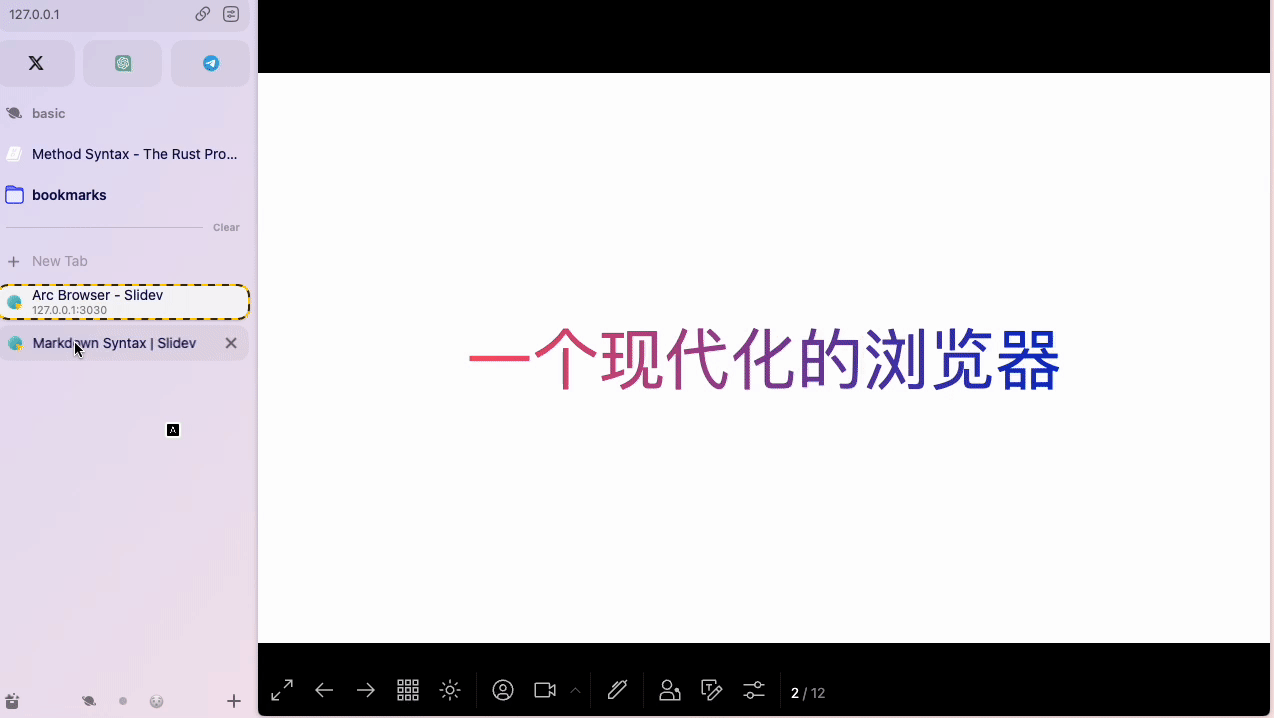 127.0.0.1
basic
Method Syntax - The Rust Pro...
bookmarks
Clear
New Tab
Arc Browser - Slidev
127.0.0.1:3030
Markdown Syntax | Slidev
A
一个现代化的浏览器
2 / 12